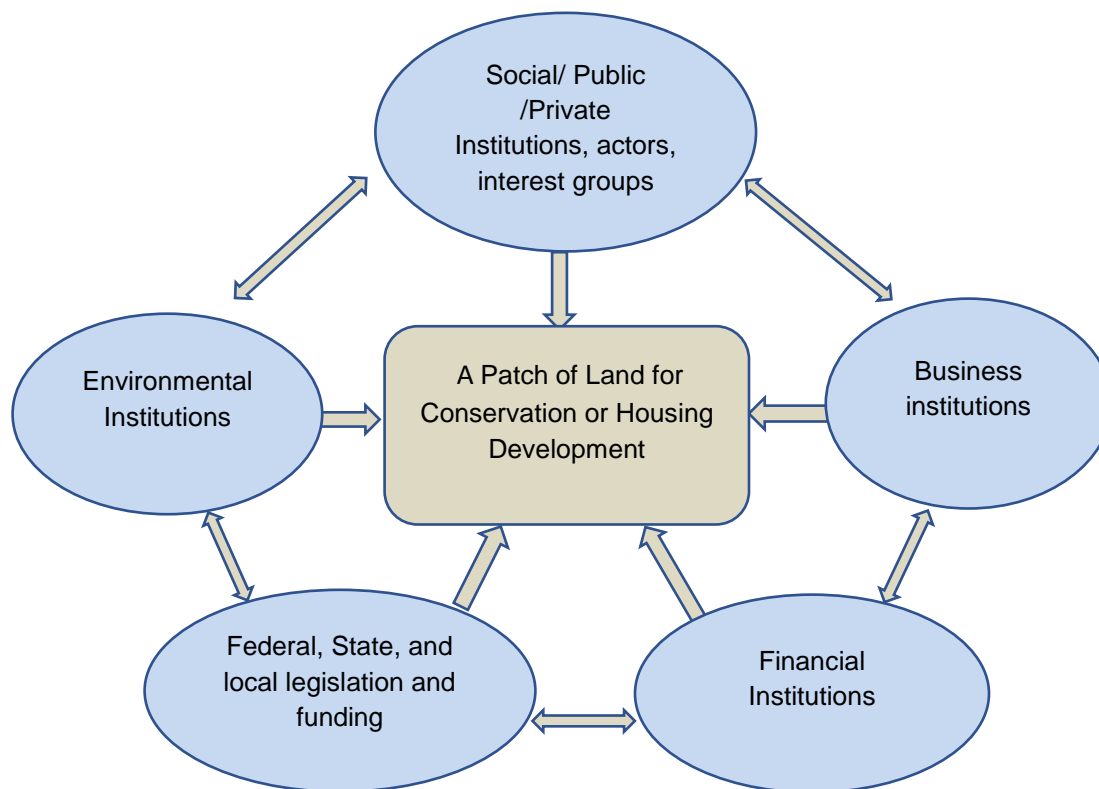 Social/ Public
/Private
Institutions, actors,
interest groups
Environmental
Institutions
A Patch of Land for
Conservation or Housing
Development
Business
institutions
Federal, State, and
local legislation and
funding
Financial
Institutions